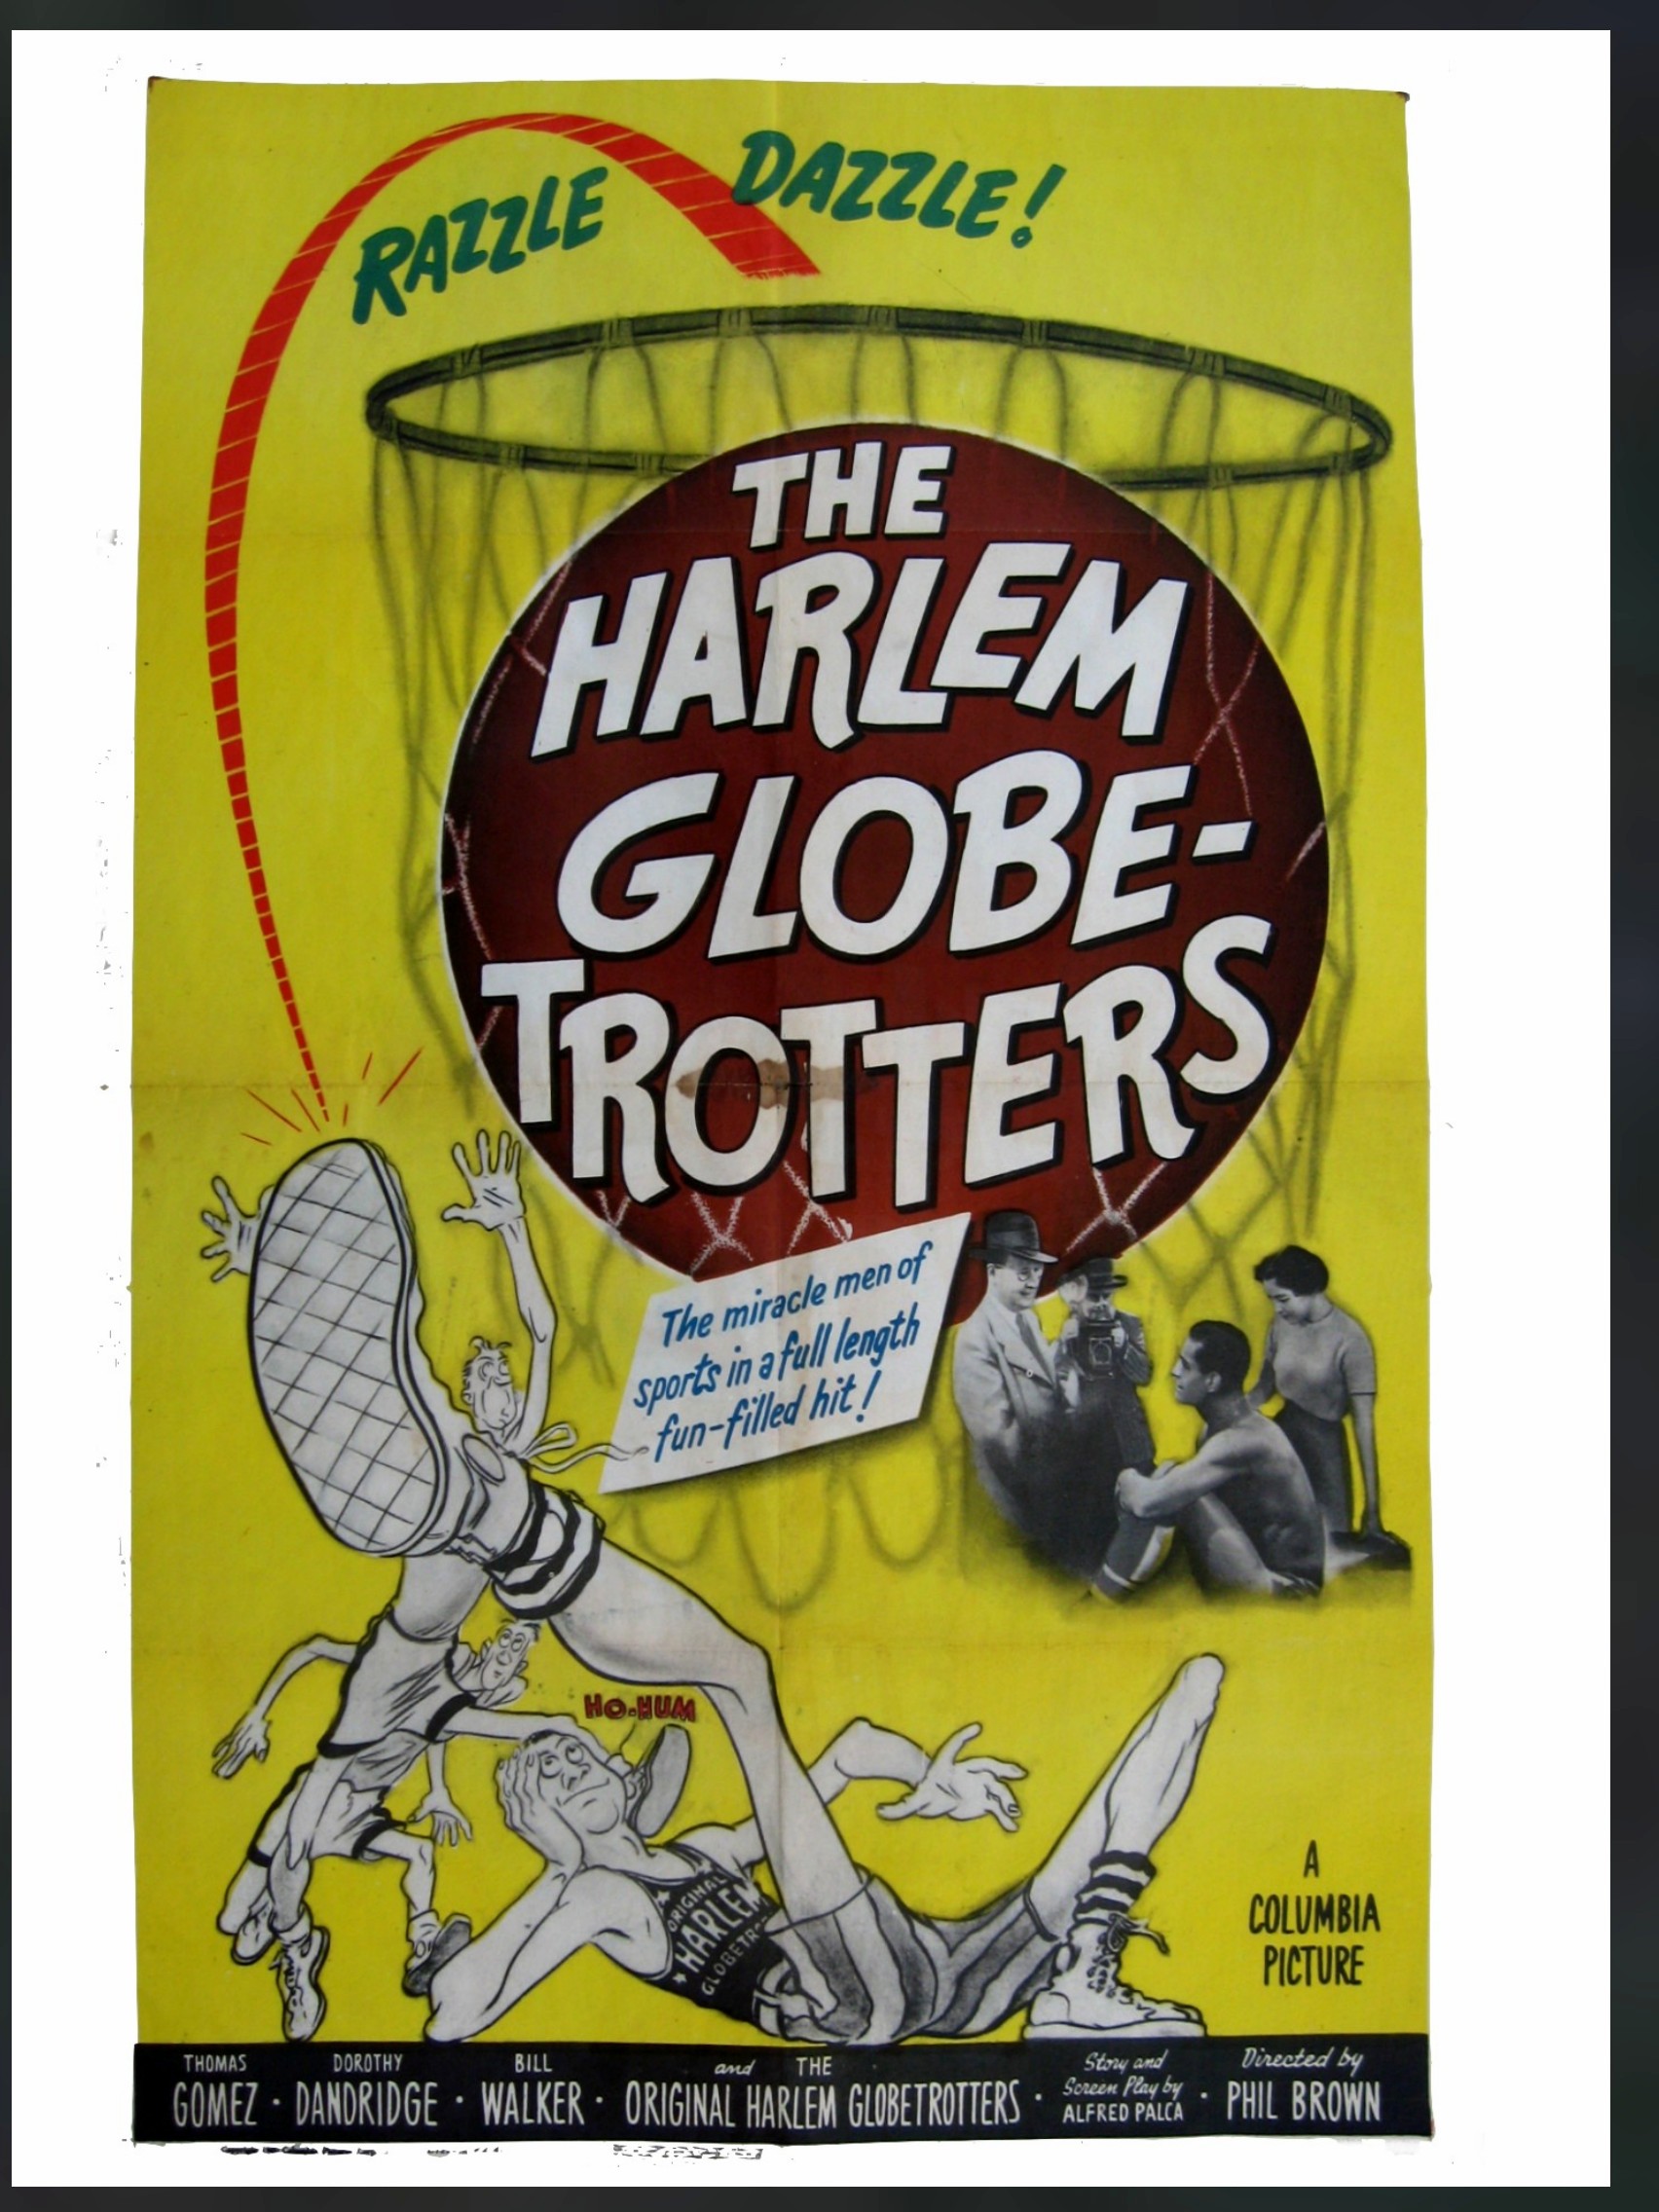 RAZZLE DAZZLE!
THE
HARLEM
GLOBE-
TROTTERS
The miracle men of
sports in a full length
fun-filled hit!
HO-HUM
ORIGINAL
HARLEM
GLOBETR
A
COLUMBIA
PICTURE
THOMAS
GOMEZ ·
DOROTHY
DANDRIDGE ·
BILL
WALKER ·
and THE
ORIGINAL HARLEM GLOBETROTTERS ·
Story and
Screen Play by
ALFRED PALCA ·
Directed by
PHIL BROWN